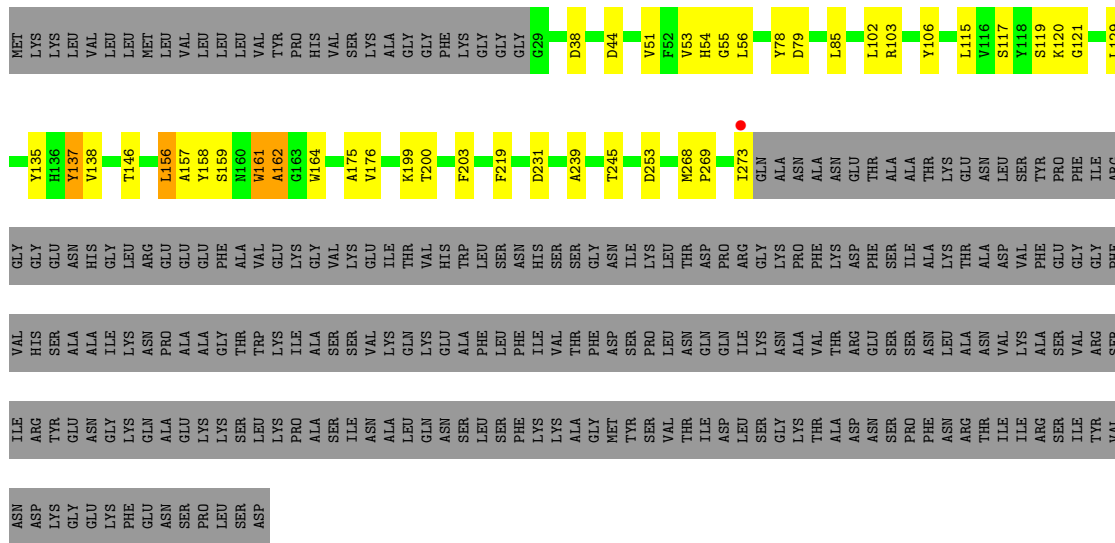 MET LYS LYS LEU VAL LEU LEU MET LEU VAL LEU LEU LEU VAL TYR PRO HIS VAL SER LYS ALA GLY GLY PHE LYS GLY GLY GLY G29 D38 D44 V51 F52 V53 H54 G55 L56 Y78 D79 L85 L102 R103 Y106 L115 V116 S117 Y118 S119 K120 G121 L129
Y135 H136 Y137 V138 T146 L156 A157 Y158 S159 N160 W161 A162 G163 W164 A175 V176 K199 T200 F203 F219 D231 A239 T245 D253 M268 P269 I273 GLN ALA ASN ALA ASN GLU THR ALA ALA THR LYS GLU ASN LEU SER TYR PRO PHE ILE ARG
GLY GLY GLU ASN HIS GLY LEU ARG GLU GLU GLU PHE ALA VAL GLU LYS GLY VAL LYS GLU ILE THR VAL HIS TRP LEU SER ASN HIS SER SER GLY ASN ILE LYS LEU THR ASP PRO ARG GLY LYS PRO PHE LYS ASP PHE SER ILE ALA LYS THR ALA ASP VAL PHE GLU GLY GLY PHE
VAL HIS SER ALA ALA ILE LYS ASN PRO ALA ALA GLY THR TRP LYS ILE ALA SER SER VAL LYS GLN LYS GLU ALA PHE LEU PHE ILE VAL THR PHE ASP SER PRO LEU ASN GLN GLN ILE LYS ASN ALA VAL THR ARG GLU SER SER ASN LEU ALA ASN VAL LYS ALA SER VAL ARG SER
ILE ARG TYR GLU ASN GLY LYS GLN ALA GLU LYS LYS SER LEU LYS PRO ALA SER ILE ASN ALA LEU GLN ASN SER LEU SER PHE LYS LYS ALA GLY MET TYR SER VAL THR ILE ASP LEU SER GLY LYS THR ALA ASP ASN SER PRO PHE ASN ARG THR ILE ILE ARG SER ILE TYR VAL
ASN ASP LYS GLY GLU LYS PHE GLU ASN SER PRO LEU SER ASP